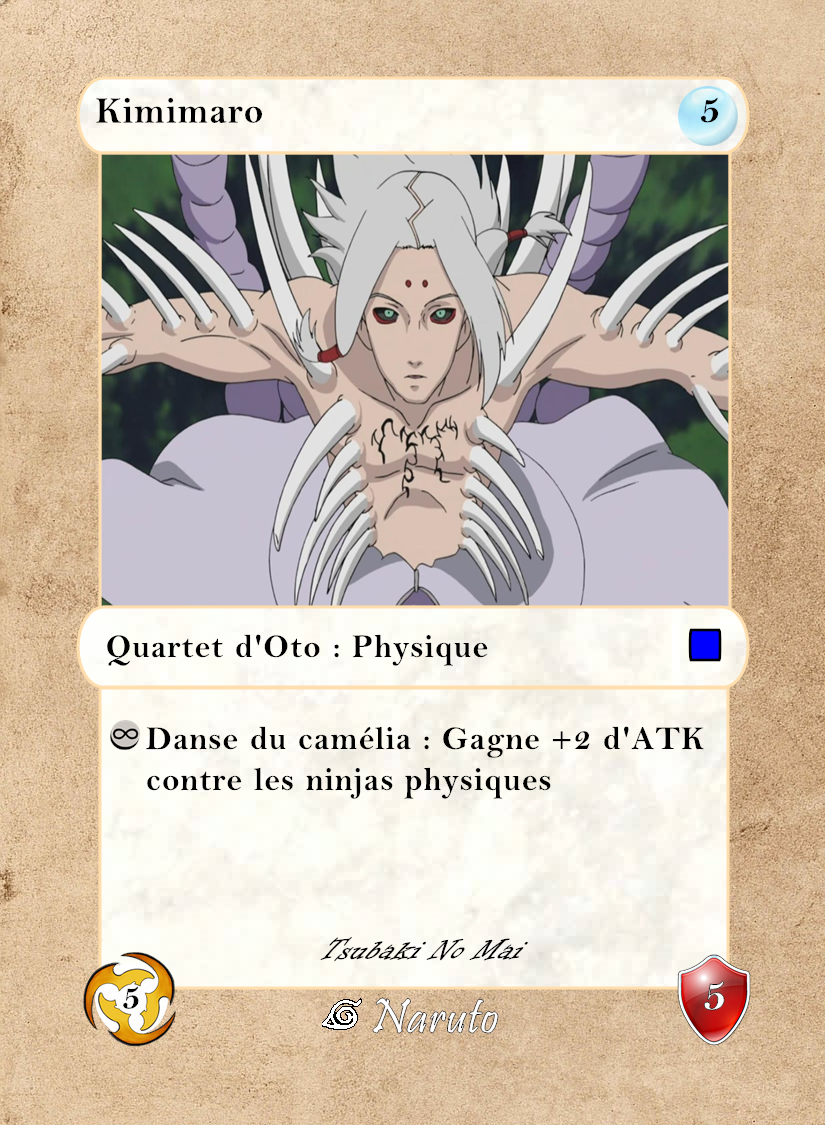 Kimimaro
5
Quartet d'Oto : Physique
∞ Danse du camélia : Gagne +2 d'ATK
contre les ninjas physiques
Tsubaki No Mai
5
Naruto
5